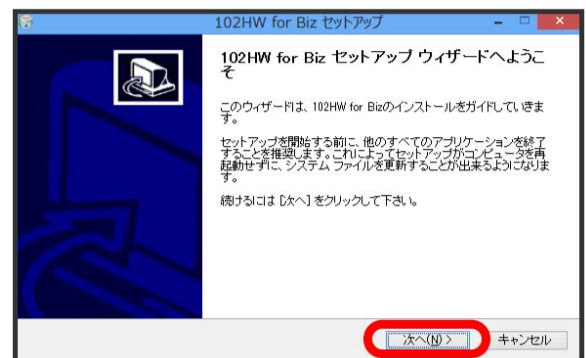 102HW for Biz セットアップ
102HW for Biz セットアップ ウィザードへようこ
そ
このウィザードは、102HW for Bizのインストールをガイドしていきま
す。
セットアップを開始する前に、他のすべてのアプリケーションを終了
することを推奨します。これによってセットアップがコンピュータを再
起動せずに、システム ファイルを更新することが出来るようになりま
す。
続けるには [次へ] をクリックして下さい。
次へ(N) >
キャンセル